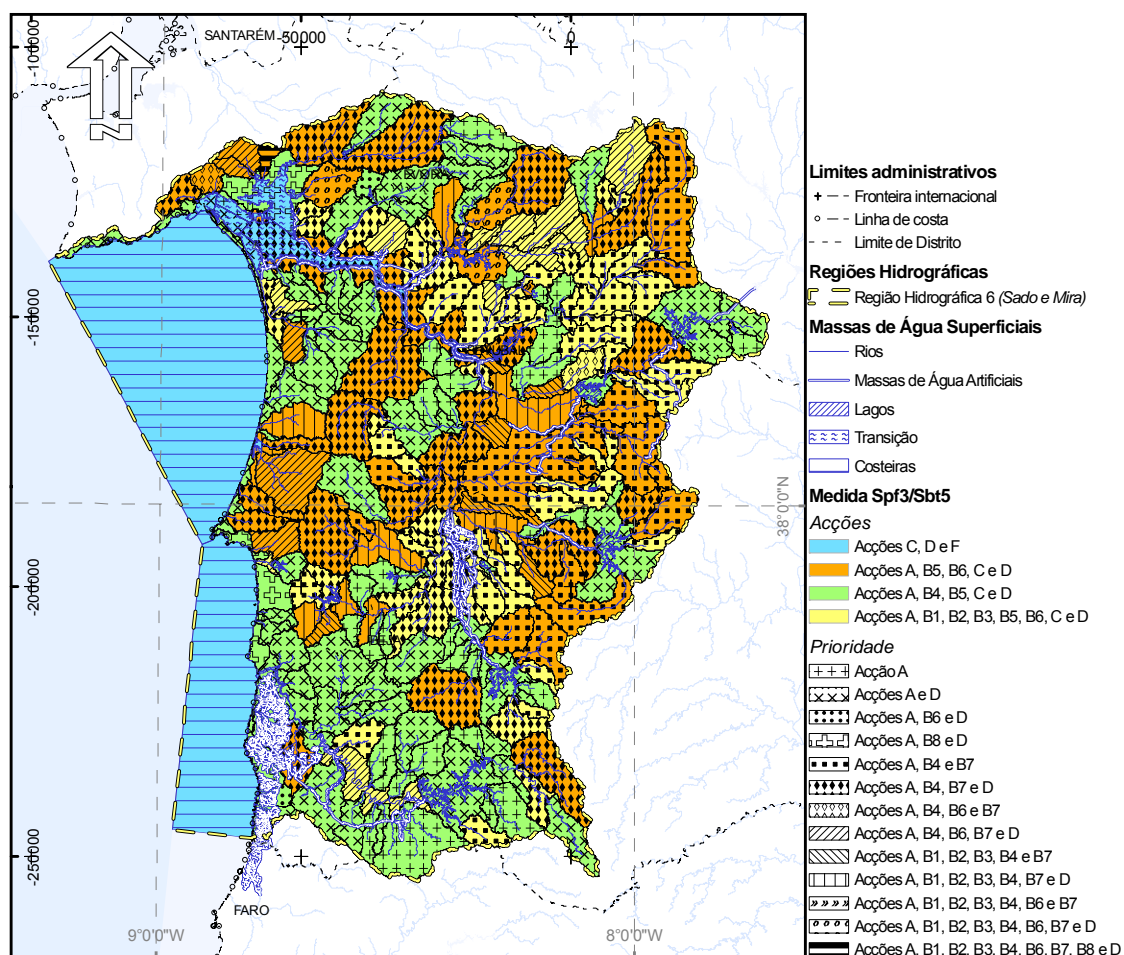 SANTARÉM
-50000
0
-100000
-150000
-200000
-250000
N
ÉVORA
BEJA
FARO
38°0'0"N
9°0'0"W
8°0'0"W
Limites administrativos
Fronteira internacional
Linha de costa
Limite de Distrito
Regiões Hidrográficas
Região Hidrográfica 6 (Sado e Mira)
Massas de Água Superficiais
Rios
Massas de Água Artificiais
Lagos
Transição
Costeiras
Medida Spf3/Sbt5
Acções
Acções C, D e F
Acções A, B5, B6, C e D
Acções A, B4, B5, C e D
Acções A, B1, B2, B3, B5, B6, C e D
Prioridade
Acção A
Acções A e D
Acções A, B6 e D
Acções A, B8 e D
Acções A, B4 e B7
Acções A, B4, B7 e D
Acções A, B4, B6 e B7
Acções A, B4, B6, B7 e D
Acções A, B1, B2, B3, B4 e B7
Acções A, B1, B2, B3, B4, B7 e D
Acções A, B1, B2, B3, B4, B6 e B7
Acções A, B1, B2, B3, B4, B6, B7 e D
Acções A, B1, B2, B3, B4, B6, B7, B8 e D